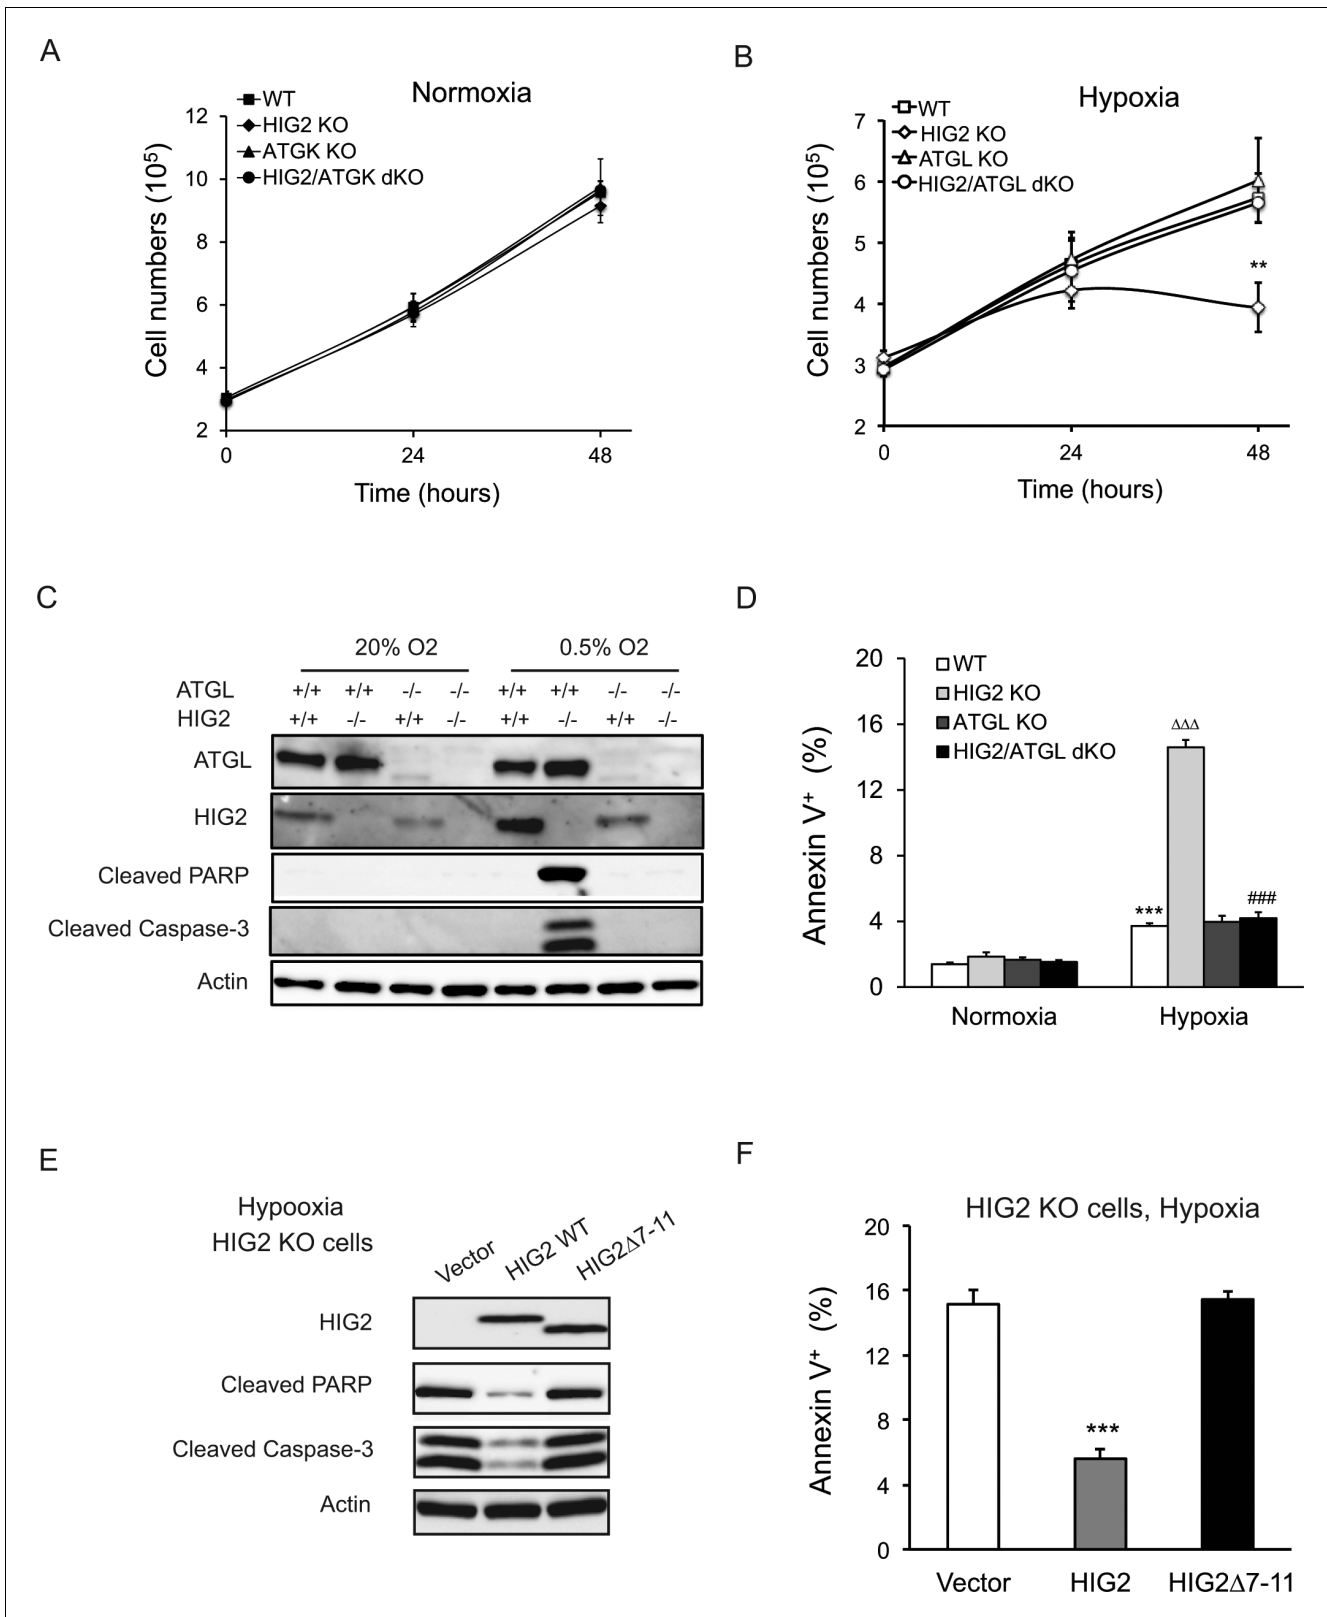 A
Normoxia
WT
HIG2 KO
ATGK KO
HIG2/ATGK dKO
12
10
8
6
4
2
Cell numbers (10⁵)
0 24 48
Time (hours)
B
Hypoxia
WT
HIG2 KO
ATGL KO
HIG2/ATGL dKO
7
6
5
4
3
2
**
Cell numbers (10⁵)
0 24 48
Time (hours)
C
20% O2 0.5% O2
ATGL +/+ +/+ -/- -/- +/+ +/+ -/- -/-
HIG2 +/+ -/- +/+ -/- +/+ -/- +/+ -/-
ATGL
HIG2
Cleaved PARP
Cleaved Caspase-3
Actin
D
WT
HIG2 KO
ATGL KO
HIG2/ATGL dKO
20
16
12
8
4
0
Annexin V⁺ (%)
***
ΔΔΔ
###
Normoxia Hypoxia
E
Hypooxia
HIG2 KO cells
Vector HIG2 WT HIG2Δ7-11
HIG2
Cleaved PARP
Cleaved Caspase-3
Actin
F
HIG2 KO cells, Hypoxia
20
16
12
8
4
0
Annexin V⁺ (%)
***
Vector HIG2 HIG2Δ7-11